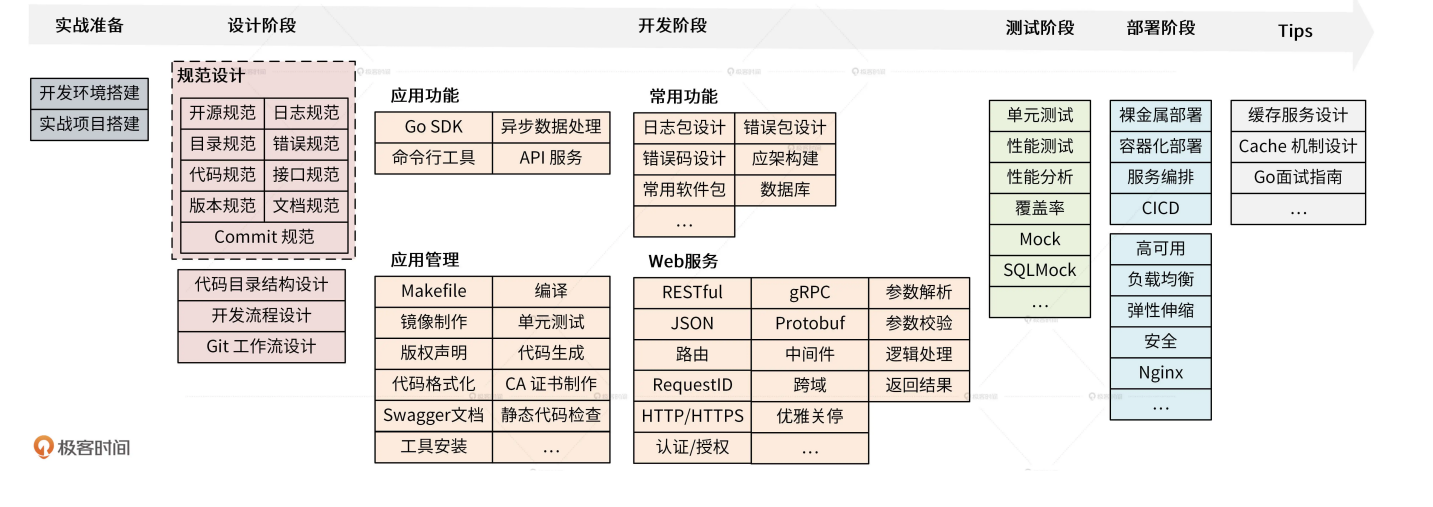 实战准备
设计阶段
开发阶段
测试阶段
部署阶段
Tips
开发环境搭建
实战项目搭建
规范设计
开源规范 日志规范
目录规范 错误规范
代码规范 接口规范
版本规范 文档规范
Commit 规范
代码目录结构设计
开发流程设计
Git 工作流设计
应用功能
Go SDK 异步数据处理
命令行工具 API 服务
应用管理
Makefile 编译
镜像制作 单元测试
版权声明 代码生成
代码格式化 CA 证书制作
Swagger文档 静态代码检查
工具安装 …
常用功能
日志包设计 错误包设计
错误码设计 应架构建
常用软件包 数据库
…
Web服务
RESTful gRPC 参数解析
JSON Protobuf 参数校验
路由 中间件 逻辑处理
RequestID 跨域 返回结果
HTTP/HTTPS 优雅关停
认证/授权 …
单元测试
性能测试
性能分析
覆盖率
Mock
SQLMock
…
裸金属部署
容器化部署
服务编排
CICD
高可用
负载均衡
弹性伸缩
安全
Nginx
…
缓存服务设计
Cache 机制设计
Go面试指南
…
极客时间